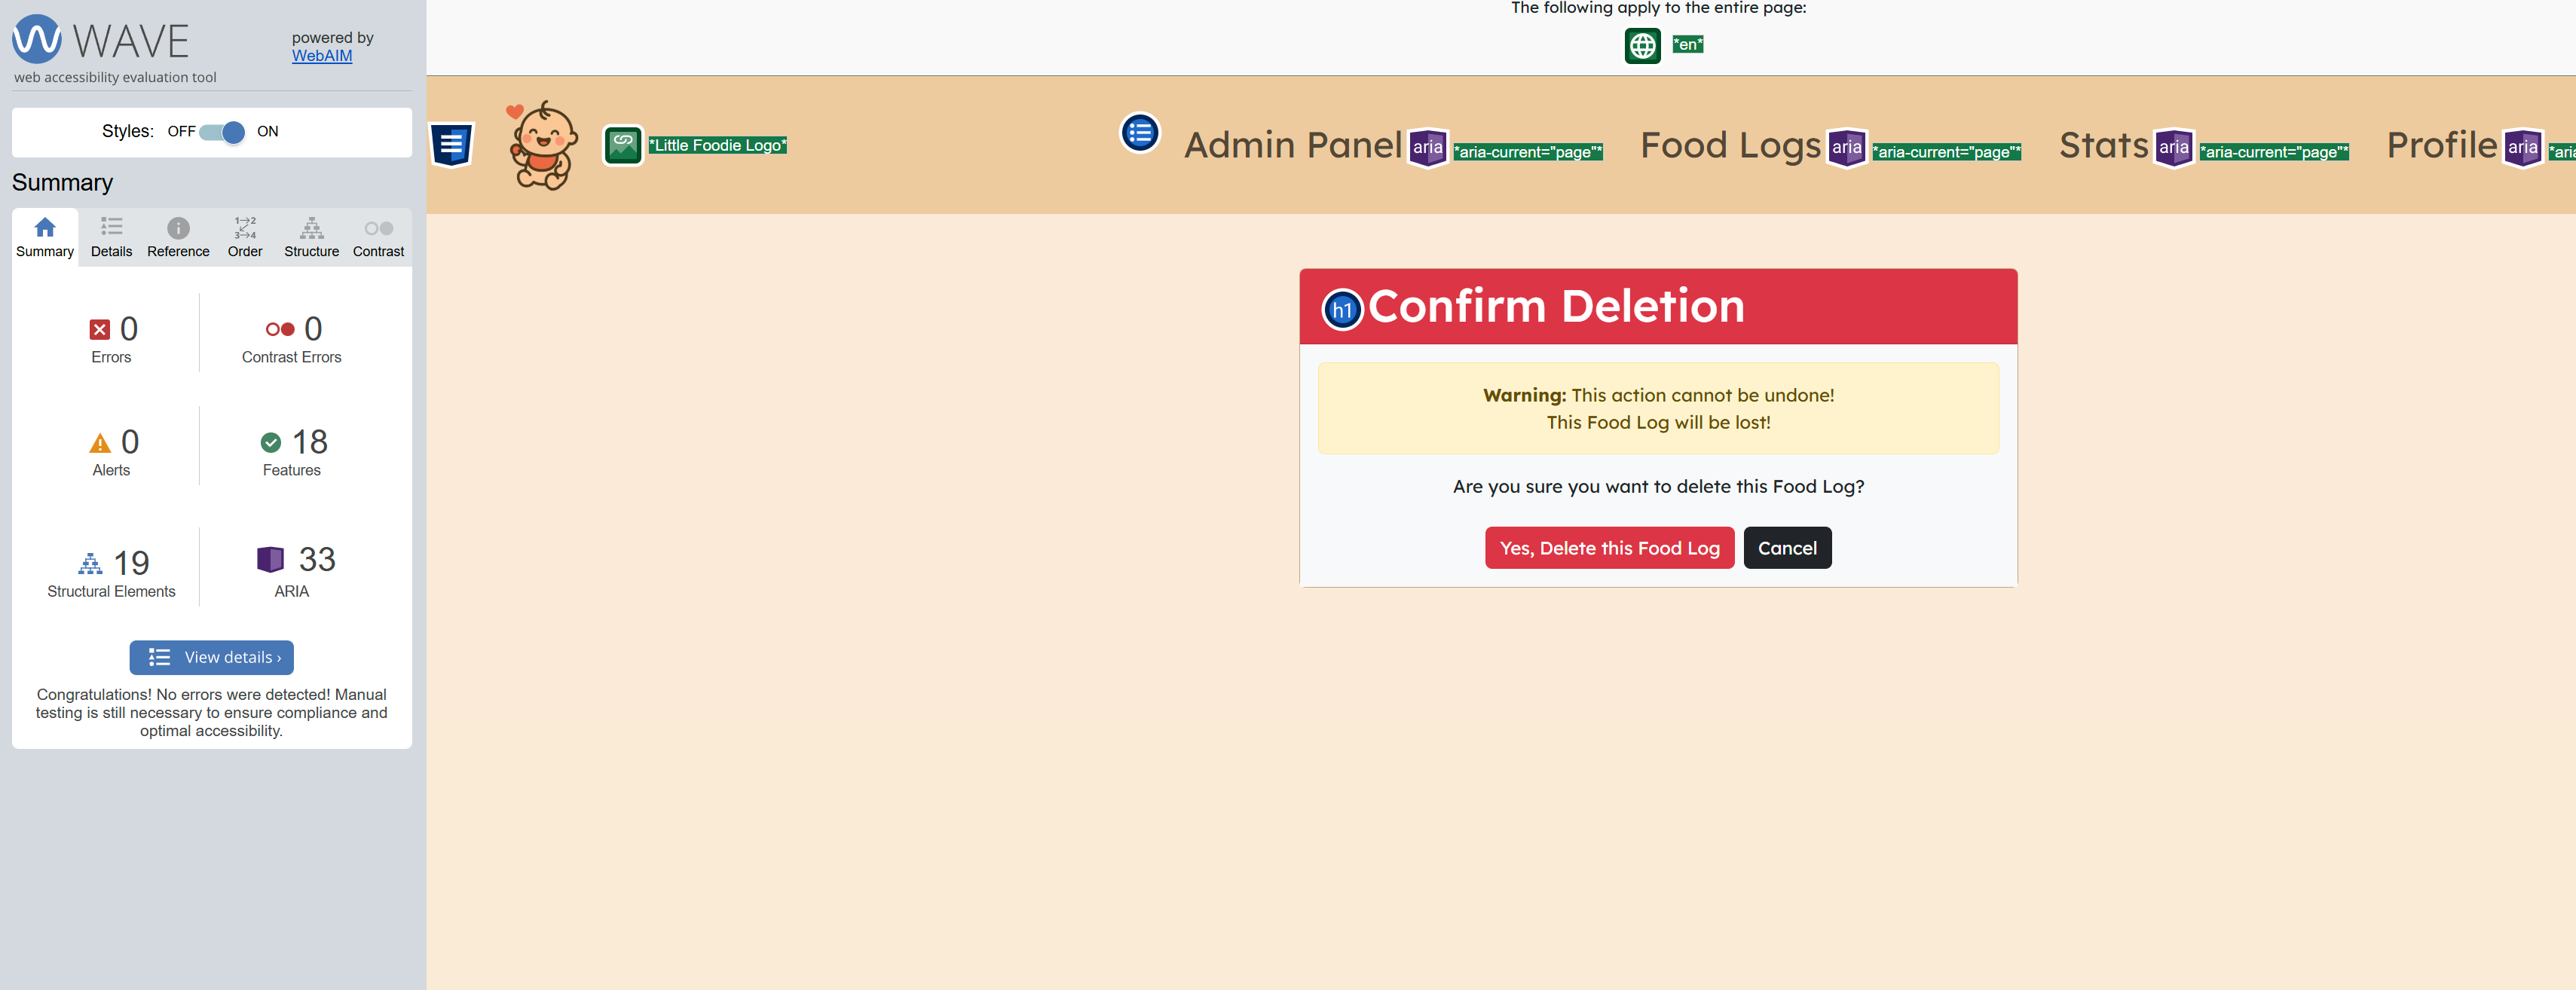 WAVE
powered by
WebAIM
web accessibility evaluation tool
Styles: OFF ON
Summary
Summary Details Reference Order Structure Contrast
0 Errors
0 Contrast Errors
0 Alerts
18 Features
19 Structural Elements
33 ARIA
View details ›
Congratulations! No errors were detected! Manual
testing is still necessary to ensure compliance and
optimal accessibility.
The following apply to the entire page:
*en*
*Little Foodie Logo*
Admin Panel aria *aria-current="page"* Food Logs aria *aria-current="page"* Stats aria *aria-current="page"* Profile aria
h1 Confirm Deletion
Warning: This action cannot be undone!
This Food Log will be lost!
Are you sure you want to delete this Food Log?
Yes, Delete this Food Log Cancel